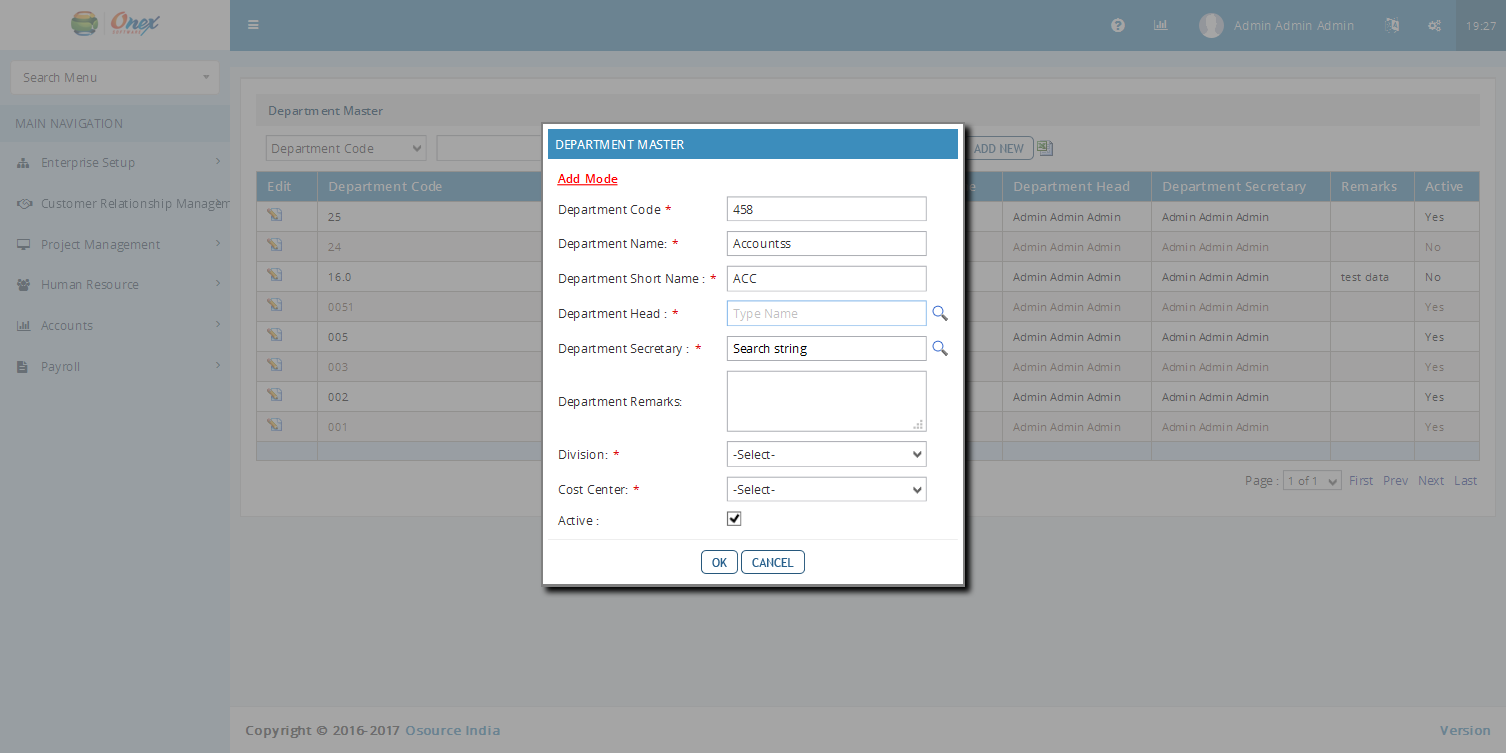 Onex
SOFTWARE
Admin Admin Admin
19:27
Search Menu
MAIN NAVIGATION
Enterprise Setup
Customer Relationship Managem
Project Management
Human Resource
Accounts
Payroll
Department Master
Department Code
ADD NEW
Edit Department Code e Department Head Department Secretary Remarks Active
25 Admin Admin Admin Admin Admin Admin Yes
24 Admin Admin Admin Admin Admin Admin No
16.0 Admin Admin Admin Admin Admin Admin test data No
0051 Admin Admin Admin Admin Admin Admin Yes
005 Admin Admin Admin Admin Admin Admin Yes
003 Admin Admin Admin Admin Admin Admin Yes
002 Admin Admin Admin Admin Admin Admin Yes
001 Admin Admin Admin Admin Admin Admin Yes
Page : 1 of 1 First Prev Next Last
DEPARTMENT MASTER
Add Mode
Department Code * 458
Department Name: * Accountss
Department Short Name : * ACC
Department Head : * Type Name
Department Secretary : * Search string
Department Remarks:
Division: * -Select-
Cost Center: * -Select-
Active :
OK CANCEL
Copyright © 2016-2017 Osource India
Version